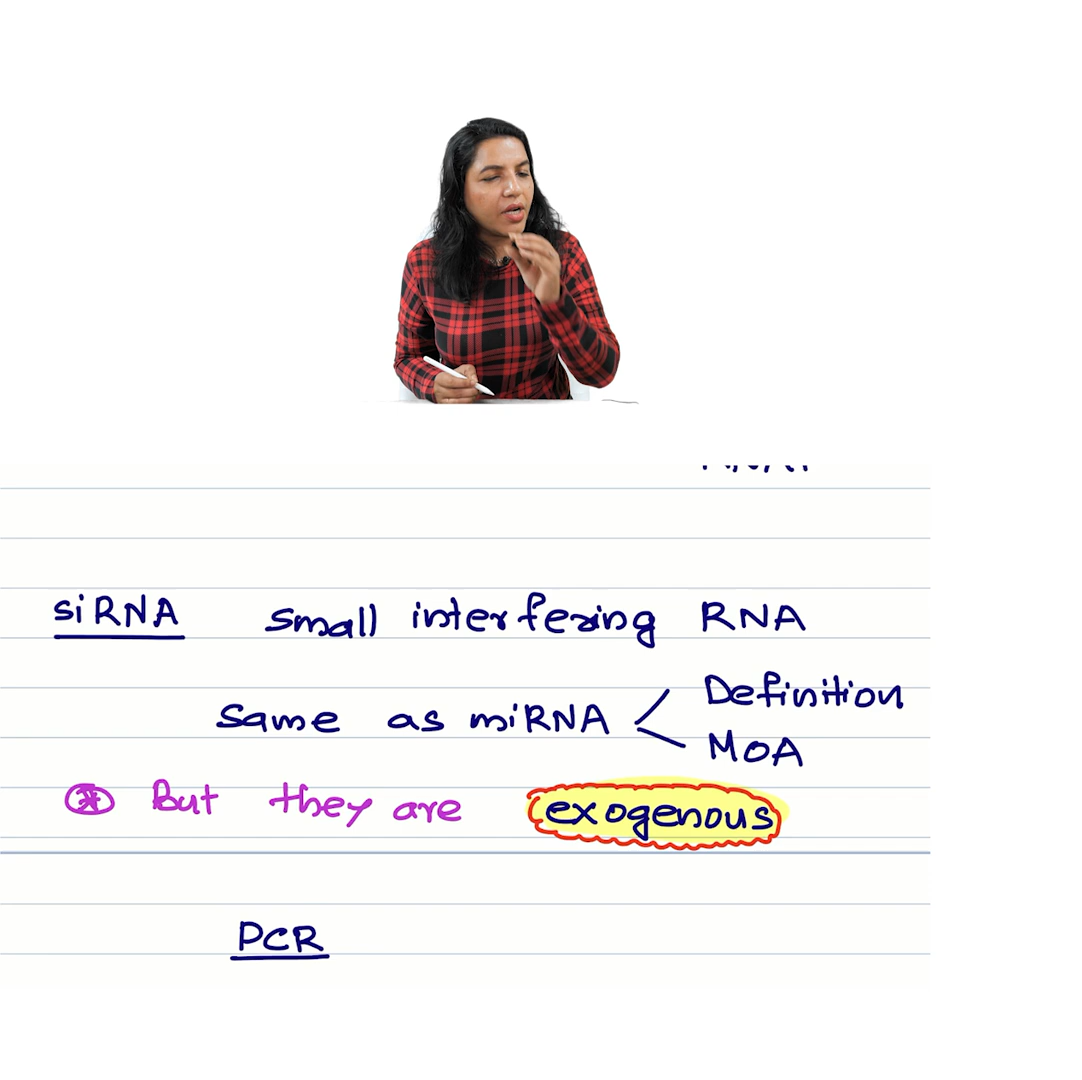 siRNA small interfering RNA
same as miRNA < Definition
MOA
* But they are exogenous
PCR